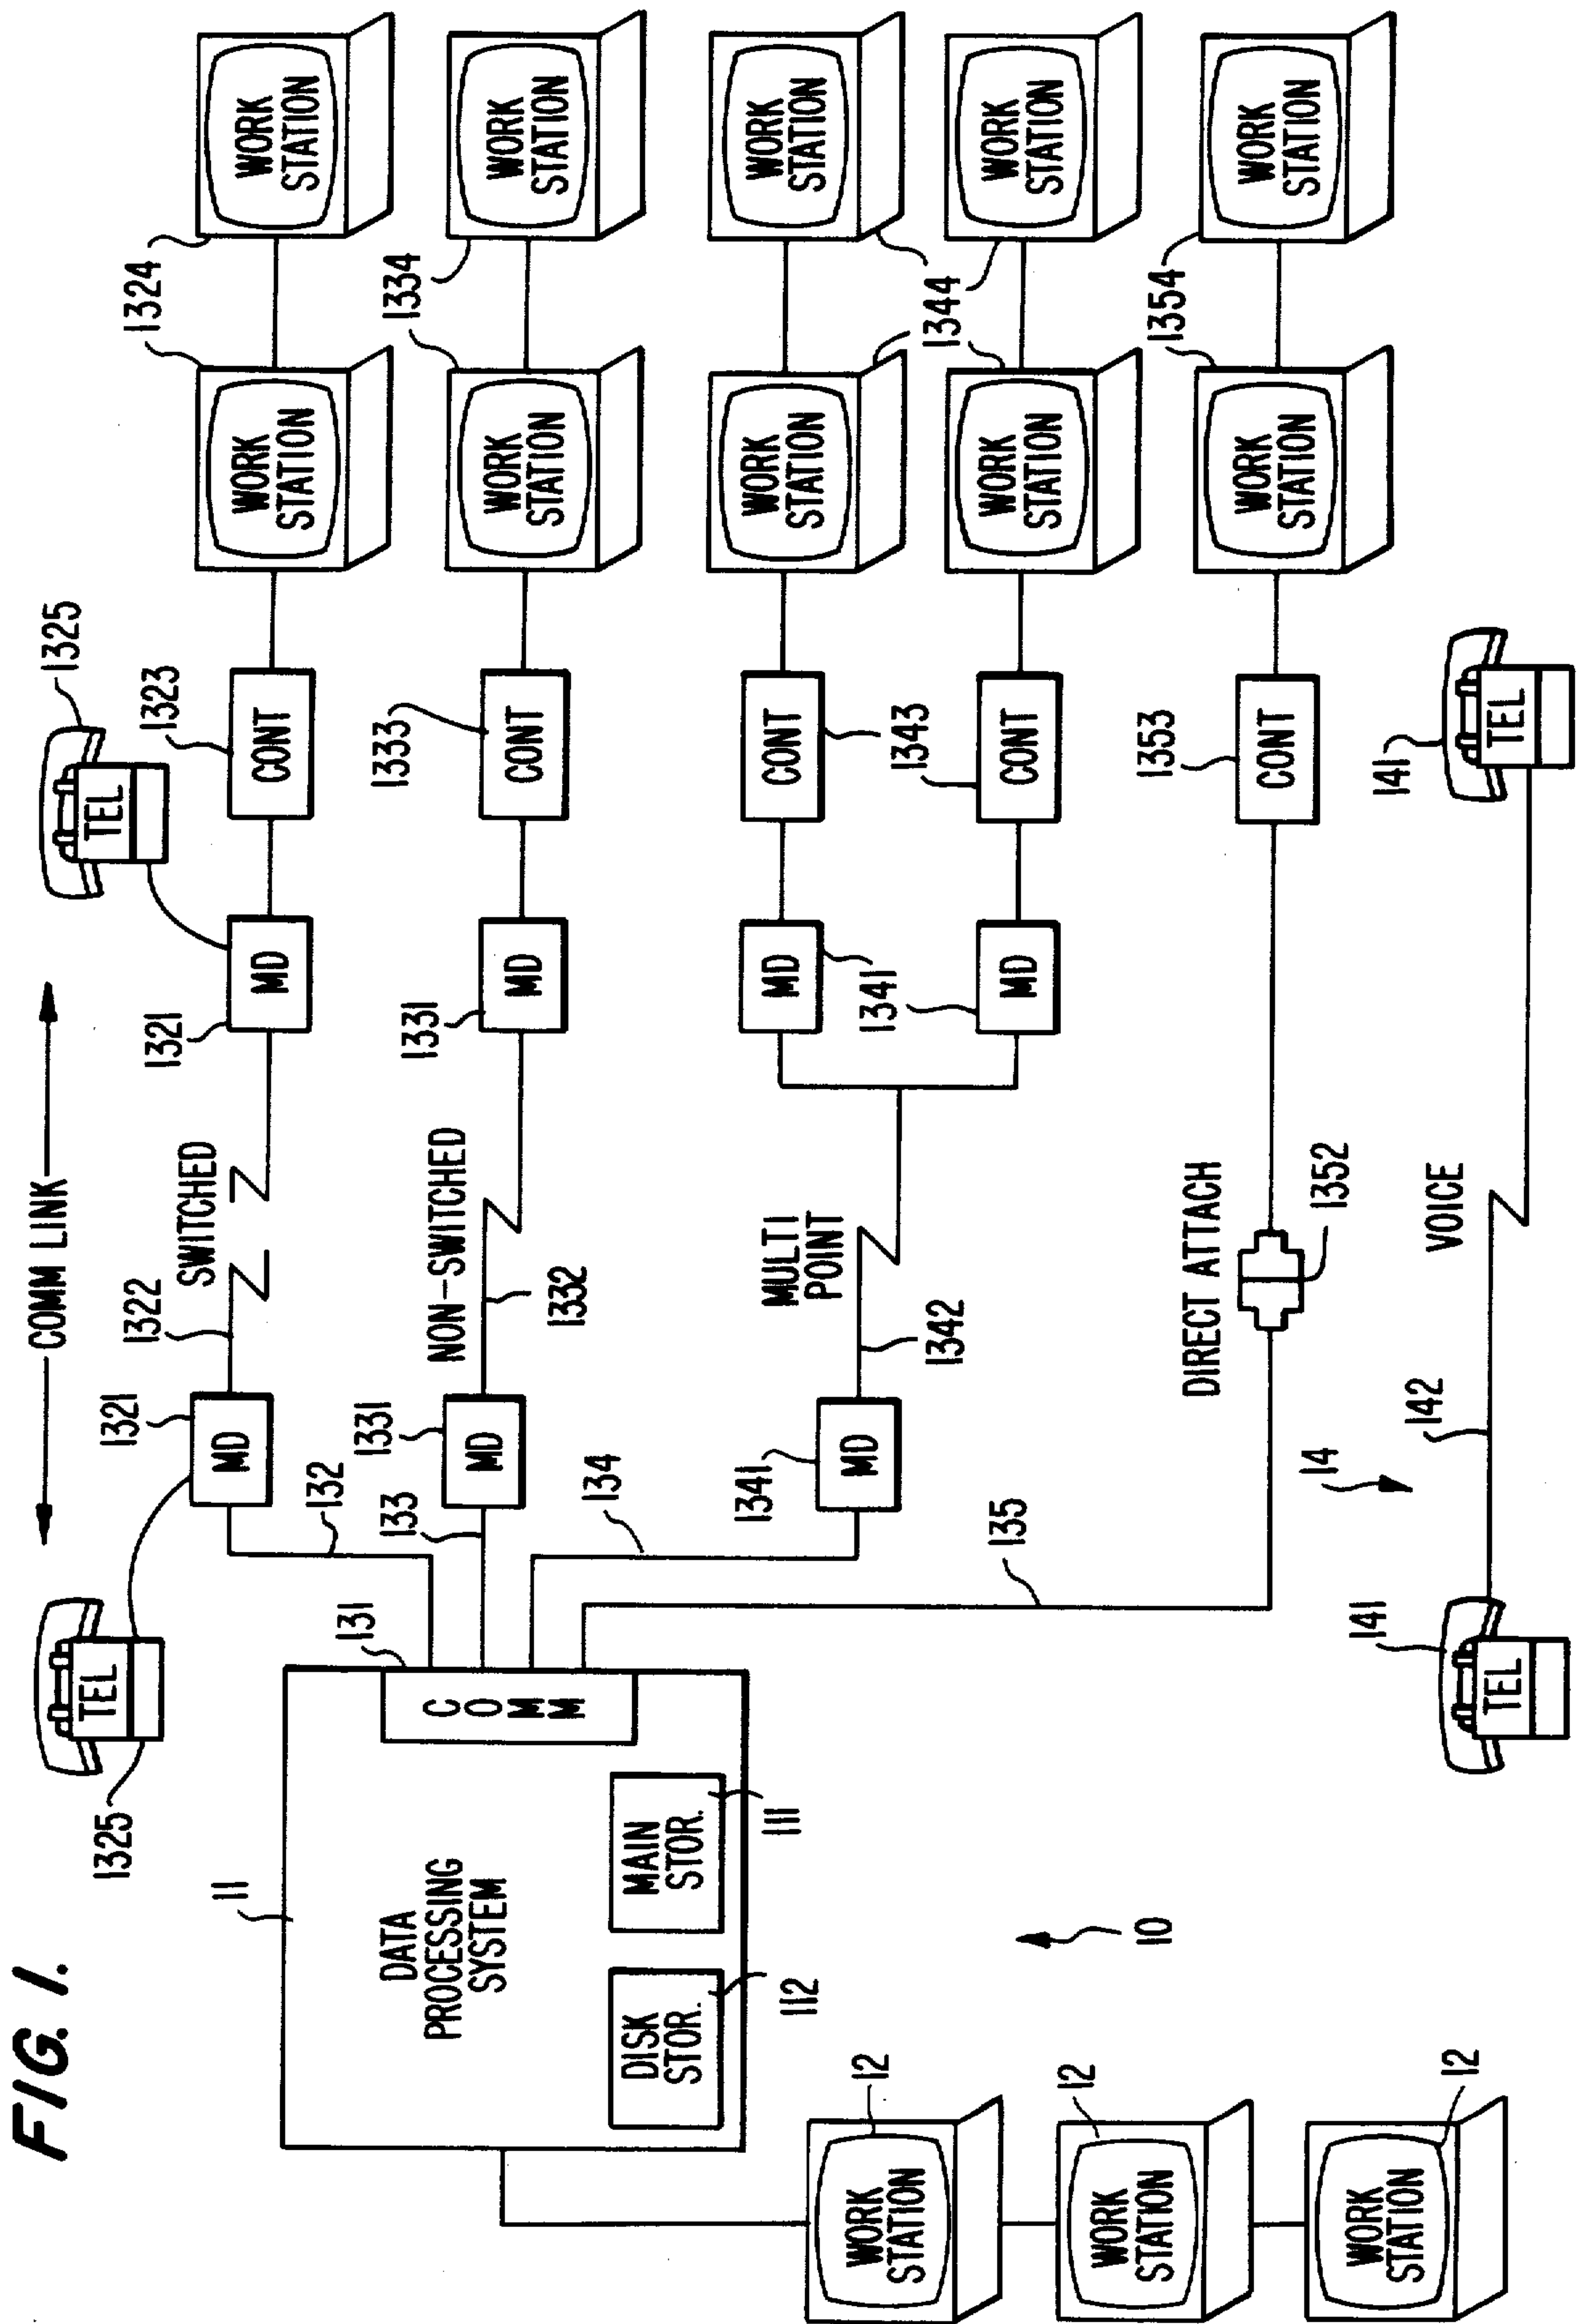 FIG. 1.
COMM LINK
TEL
1325
TEL
1325
1321
MD
1322
SWITCHED
1321
MD
1323
CONT
1324
WORK
STATION
WORK
STATION
132
11
DATA
PROCESSING
SYSTEM
131
COMM
DISK
STOR.
112
MAIN
STOR.
111
133
1331
MD
NON-SWITCHED
1332
1331
MD
1333
CONT
1334
WORK
STATION
WORK
STATION
134
1341
MD
1342
MULTI
POINT
MD
1341
MD
CONT
1343
CONT
WORK
STATION
WORK
STATION
1344
WORK
STATION
WORK
STATION
135
DIRECT ATTACH
1352
1353
CONT
1354
WORK
STATION
WORK
STATION
10
12
WORK
STATION
12
WORK
STATION
12
WORK
STATION
14
141
TEL
142
VOICE
141
TEL